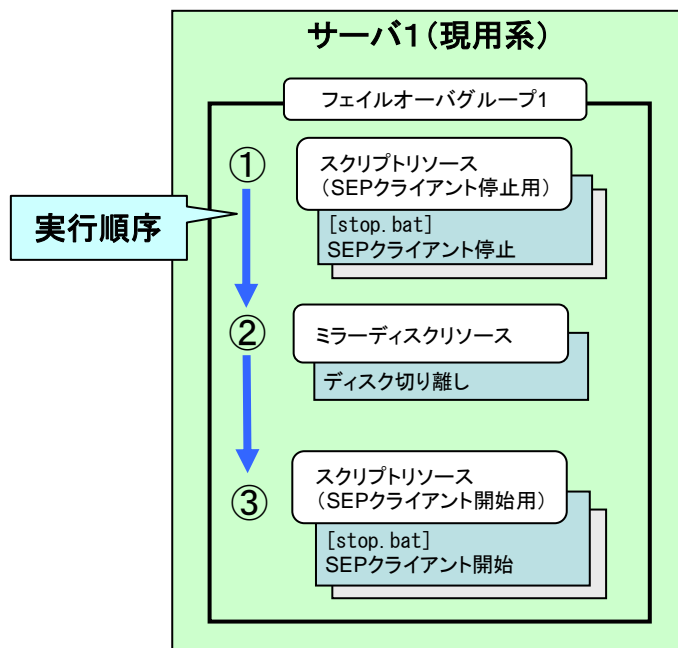 サーバ1（現用系）
フェイルオーバグループ1
①
スクリプトリソース
（SEPクライアント停止用）
[stop.bat]
SEPクライアント停止
実行順序
②
ミラーディスクリソース
ディスク切り離し
③
スクリプトリソース
（SEPクライアント開始用）
[stop.bat]
SEPクライアント開始